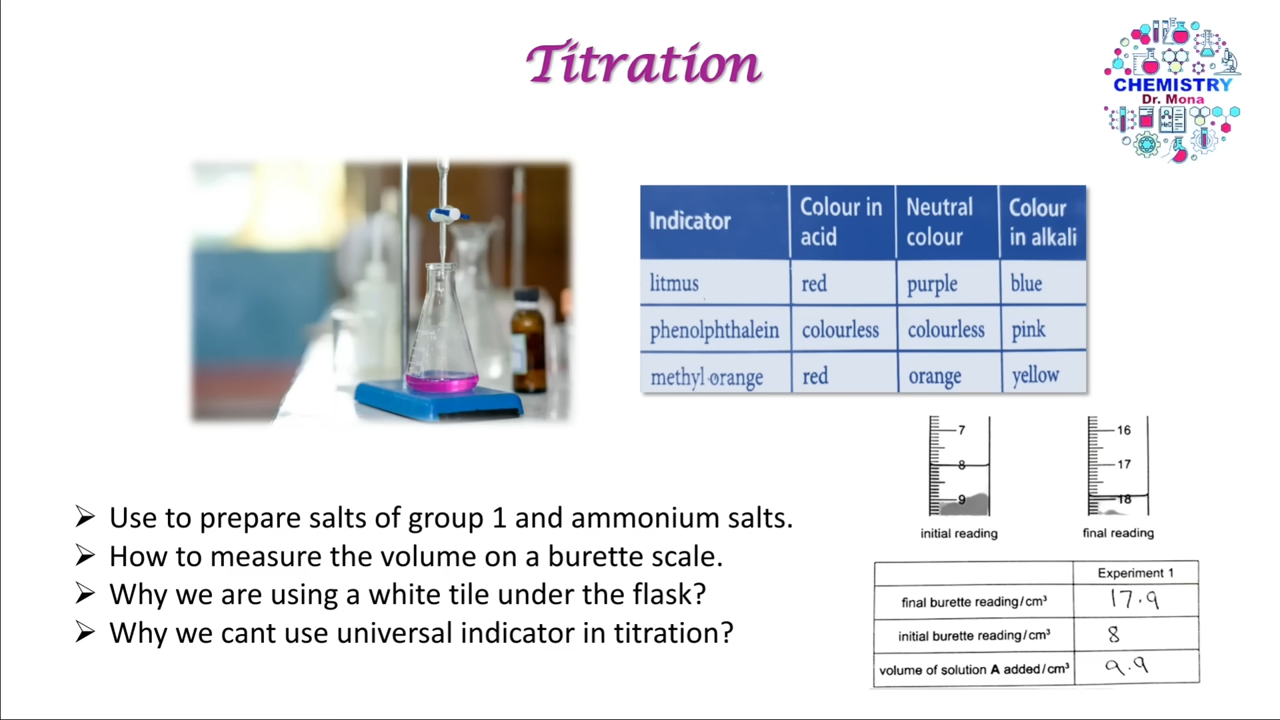 Titration
CHEMISTRY
Dr. Mona
Indicator | Colour in acid | Neutral colour | Colour in alkali
litmus | red | purple | blue
phenolphthalein | colourless | colourless | pink
methyl orange | red | orange | yellow
7
8
9
initial reading
16
17
18
final reading
Use to prepare salts of group 1 and ammonium salts.
How to measure the volume on a burette scale.
Why we are using a white tile under the flask?
Why we cant use universal indicator in titration?
Experiment 1
final burette reading/cm³ | 17.9
initial burette reading/cm³ | 8
volume of solution A added/cm³ | 9.9